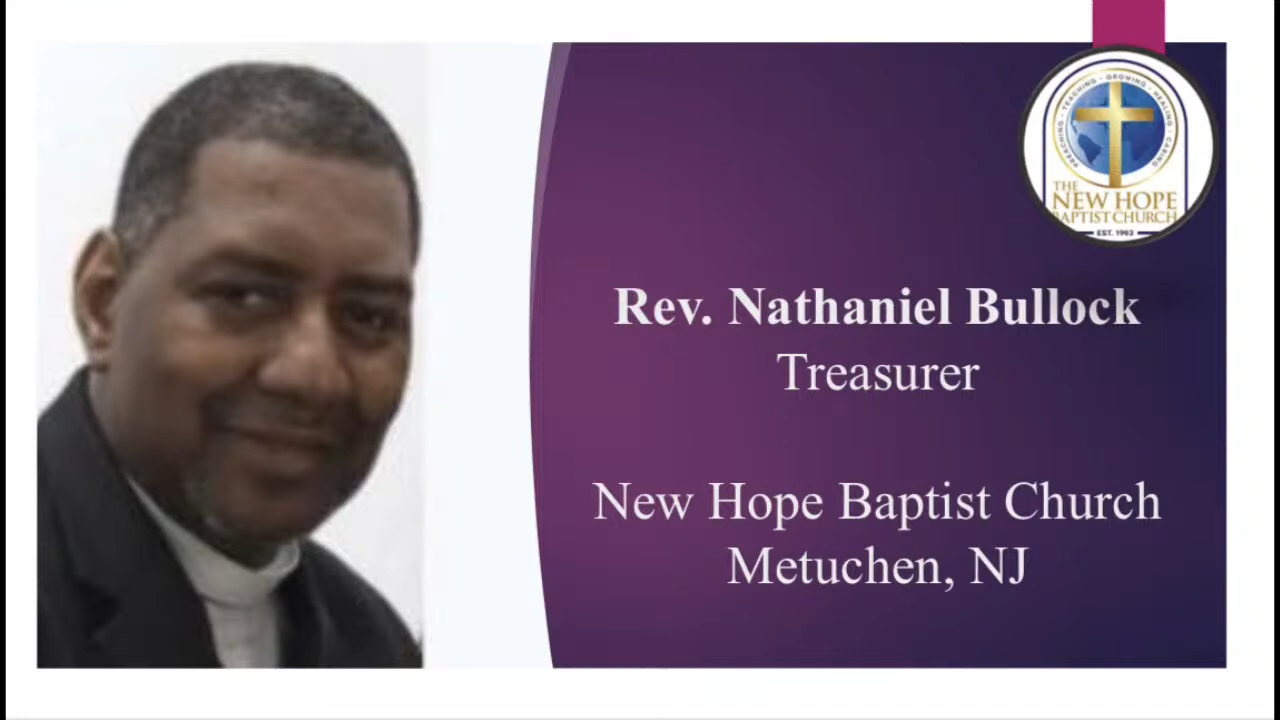 PREACHING · TEACHING · GROWING · HEALING · CARING
THE
NEW HOPE
BAPTIST CHURCH
EST. 1903
Rev. Nathaniel Bullock
Treasurer
New Hope Baptist Church
Metuchen, NJ